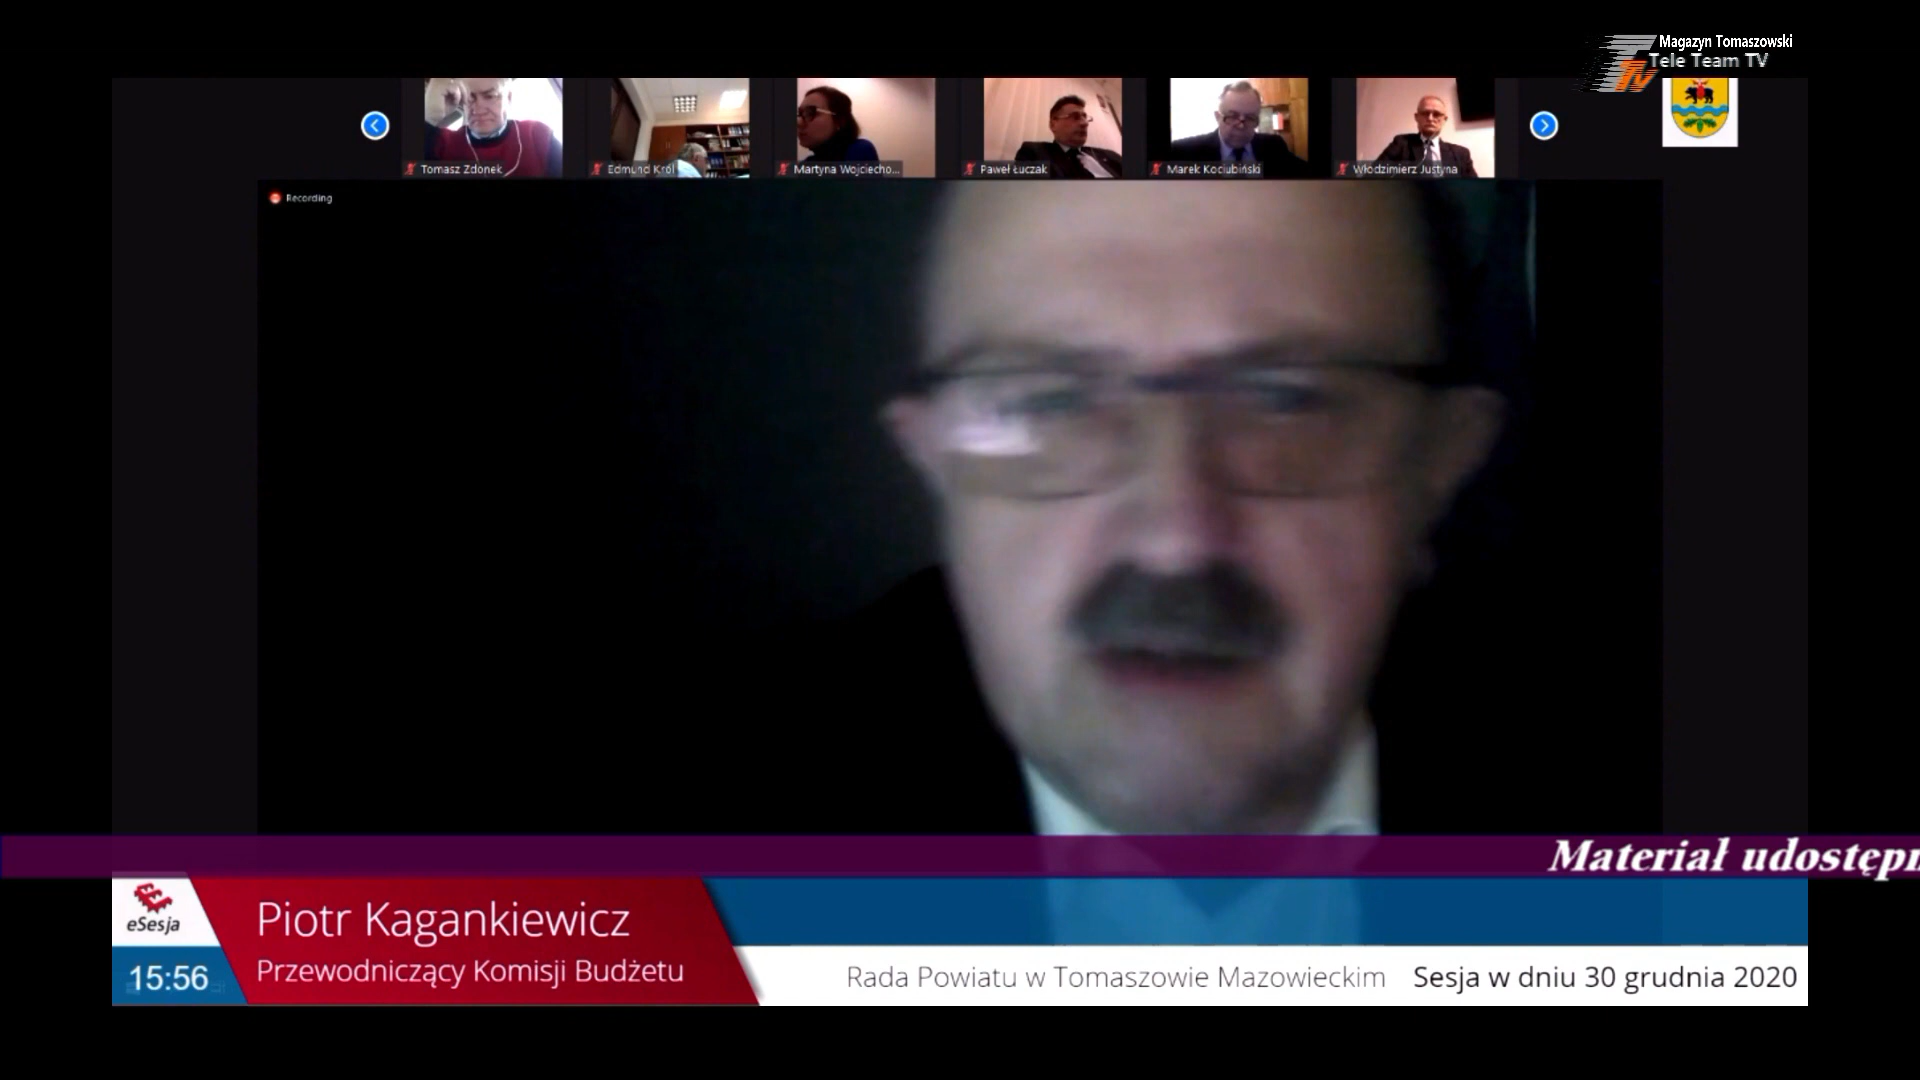 Magazyn Tomaszowski
Tele Team TV
TTV
Tomasz Zdonek
Edmund Król
Martyna Wojciecho...
Paweł Łuczak
Marek Kociubiński
Włodzimierz Justyna
Recording
Materiał udostępn
eSesja
Piotr Kagankiewicz
Przewodniczący Komisji Budżetu
15:56
Rada Powiatu w Tomaszowie Mazowieckim
Sesja w dniu 30 grudnia 2020